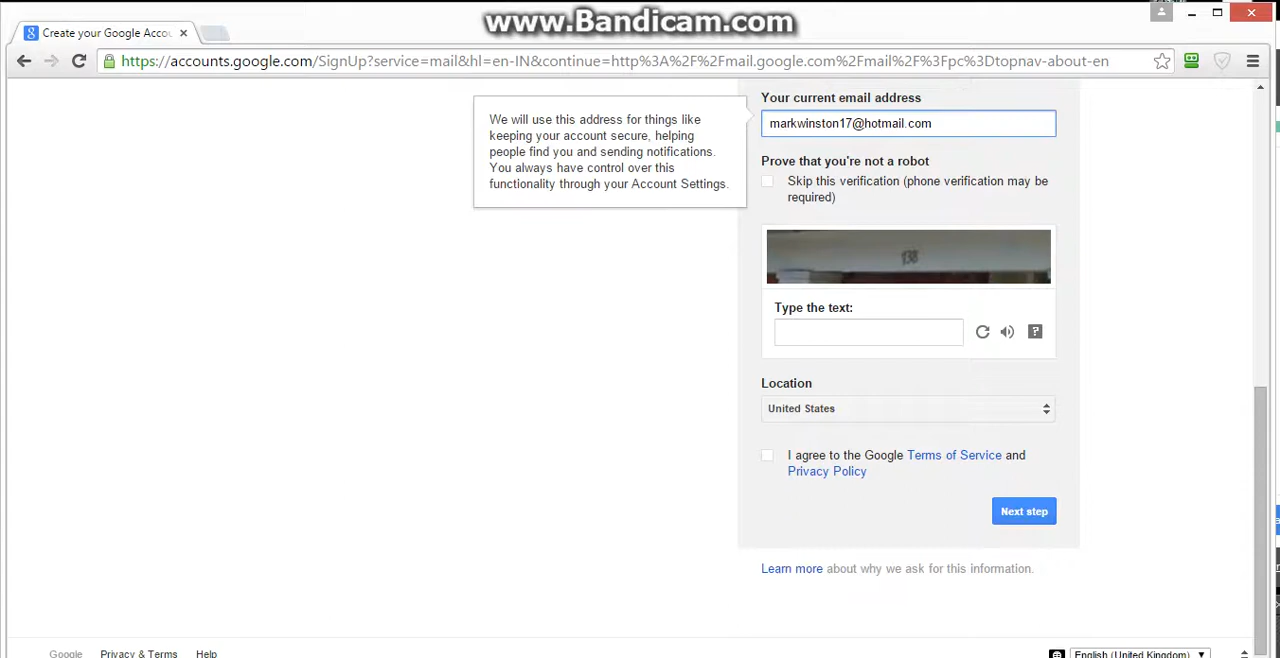 www.Bandicam.com
Create your Google Accou
https://accounts.google.com/SignUp?service=mail&hl=en-IN&continue=http%3A%2F%2Fmail.google.com%2Fmail%2F%3Fpc%3Dtopnav-about-en
Your current email address
We will use this address for things like
keeping your account secure, helping
people find you and sending notifications.
You always have control over this
functionality through your Account Settings.
markwinston17@hotmail.com
Prove that you're not a robot
Skip this verification (phone verification may be
required)
138
Type the text:
Location
United States
I agree to the Google Terms of Service and
Privacy Policy
Next step
Learn more about why we ask for this information.
Google Privacy & Terms Help
English (United Kingdom)